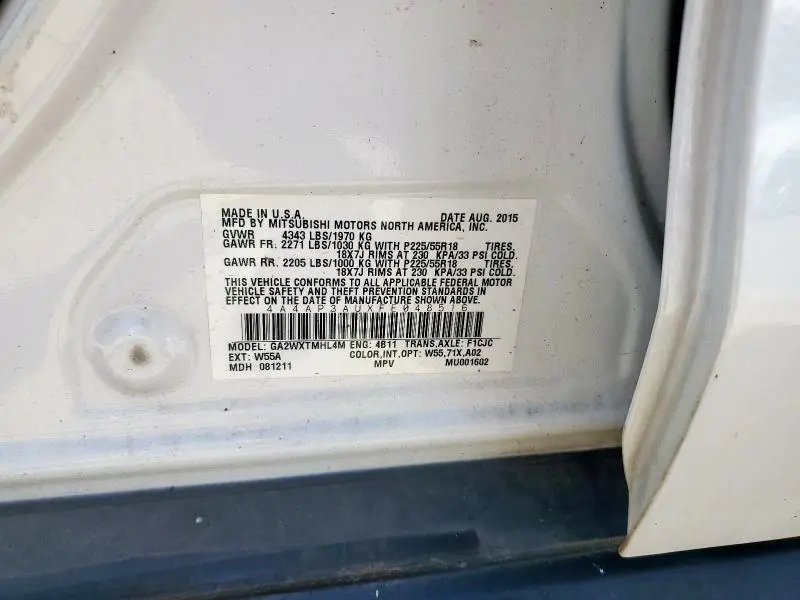 MADE IN U.S.A. DATE AUG. 2015
MFD BY MITSUBISHI MOTORS NORTH AMERICA, INC.
GVWR 4343 LBS/1970 KG
GAWR FR. 2271 LBS/1030 KG WITH P225/55R18 TIRES.
18X7J RIMS AT 230 KPA/33 PSI COLD.
GAWR RR. 2205 LBS/1000 KG WITH P225/55R18 TIRES.
18X7J RIMS AT 230 KPA/33 PSI COLD.
THIS VEHICLE CONFORMS TO ALL APPLICABLE FEDERAL MOTOR
VEHICLE SAFETY AND THEFT PREVENTION STANDARDS IN
EFFECT ON THE DATE OF MANUFACTURE SHOWN ABOVE.
4A4AP3AUXFE048516
MODEL: GA2WXTMHL4M ENG: 4B11 TRANS,AXLE: F1CJC
EXT: W55A COLOR,INT,OPT: W55,71X,A02
MDH 081211 MPV MU001602